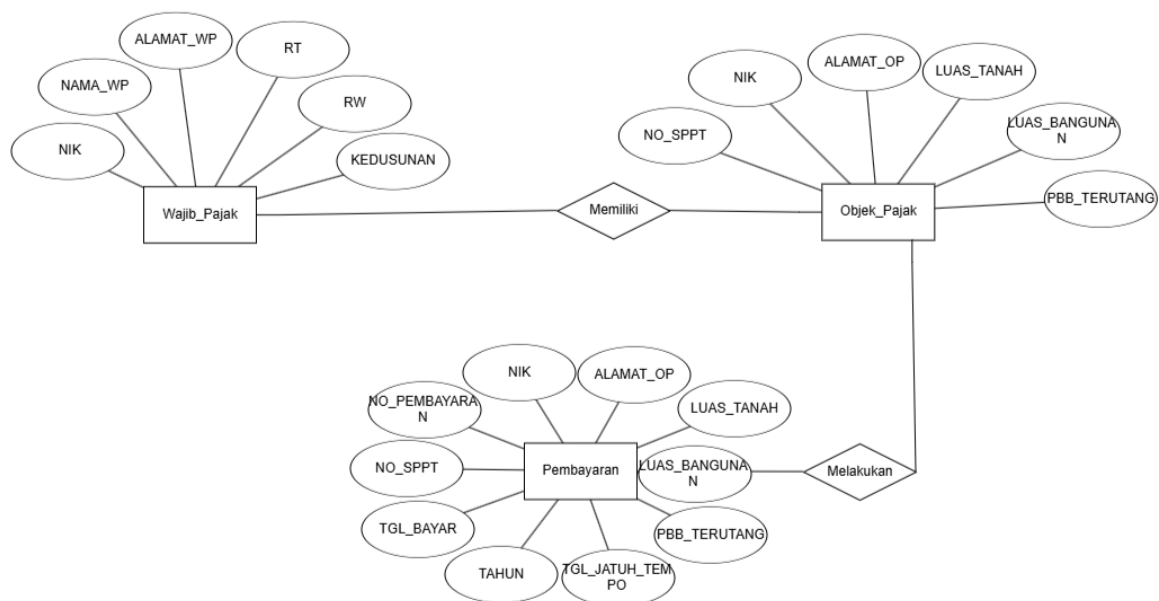 ALAMAT_WP
RT
NAMA_WP
RW
NIK
KEDUSUNAN
Wajib_Pajak
Memiliki
ALAMAT_OP
NIK
LUAS_TANAH
NO_SPPT
LUAS_BANGUNA
N
PBB_TERUTANG
Objek_Pajak
NIK
ALAMAT_OP
NO_PEMBAYARA
N
LUAS_TANAH
NO_SPPT
Pembayaran
LUAS_BANGUNA
N
Melakukan
TGL_BAYAR
PBB_TERUTANG
TAHUN
TGL_JATUH_TEM
PO